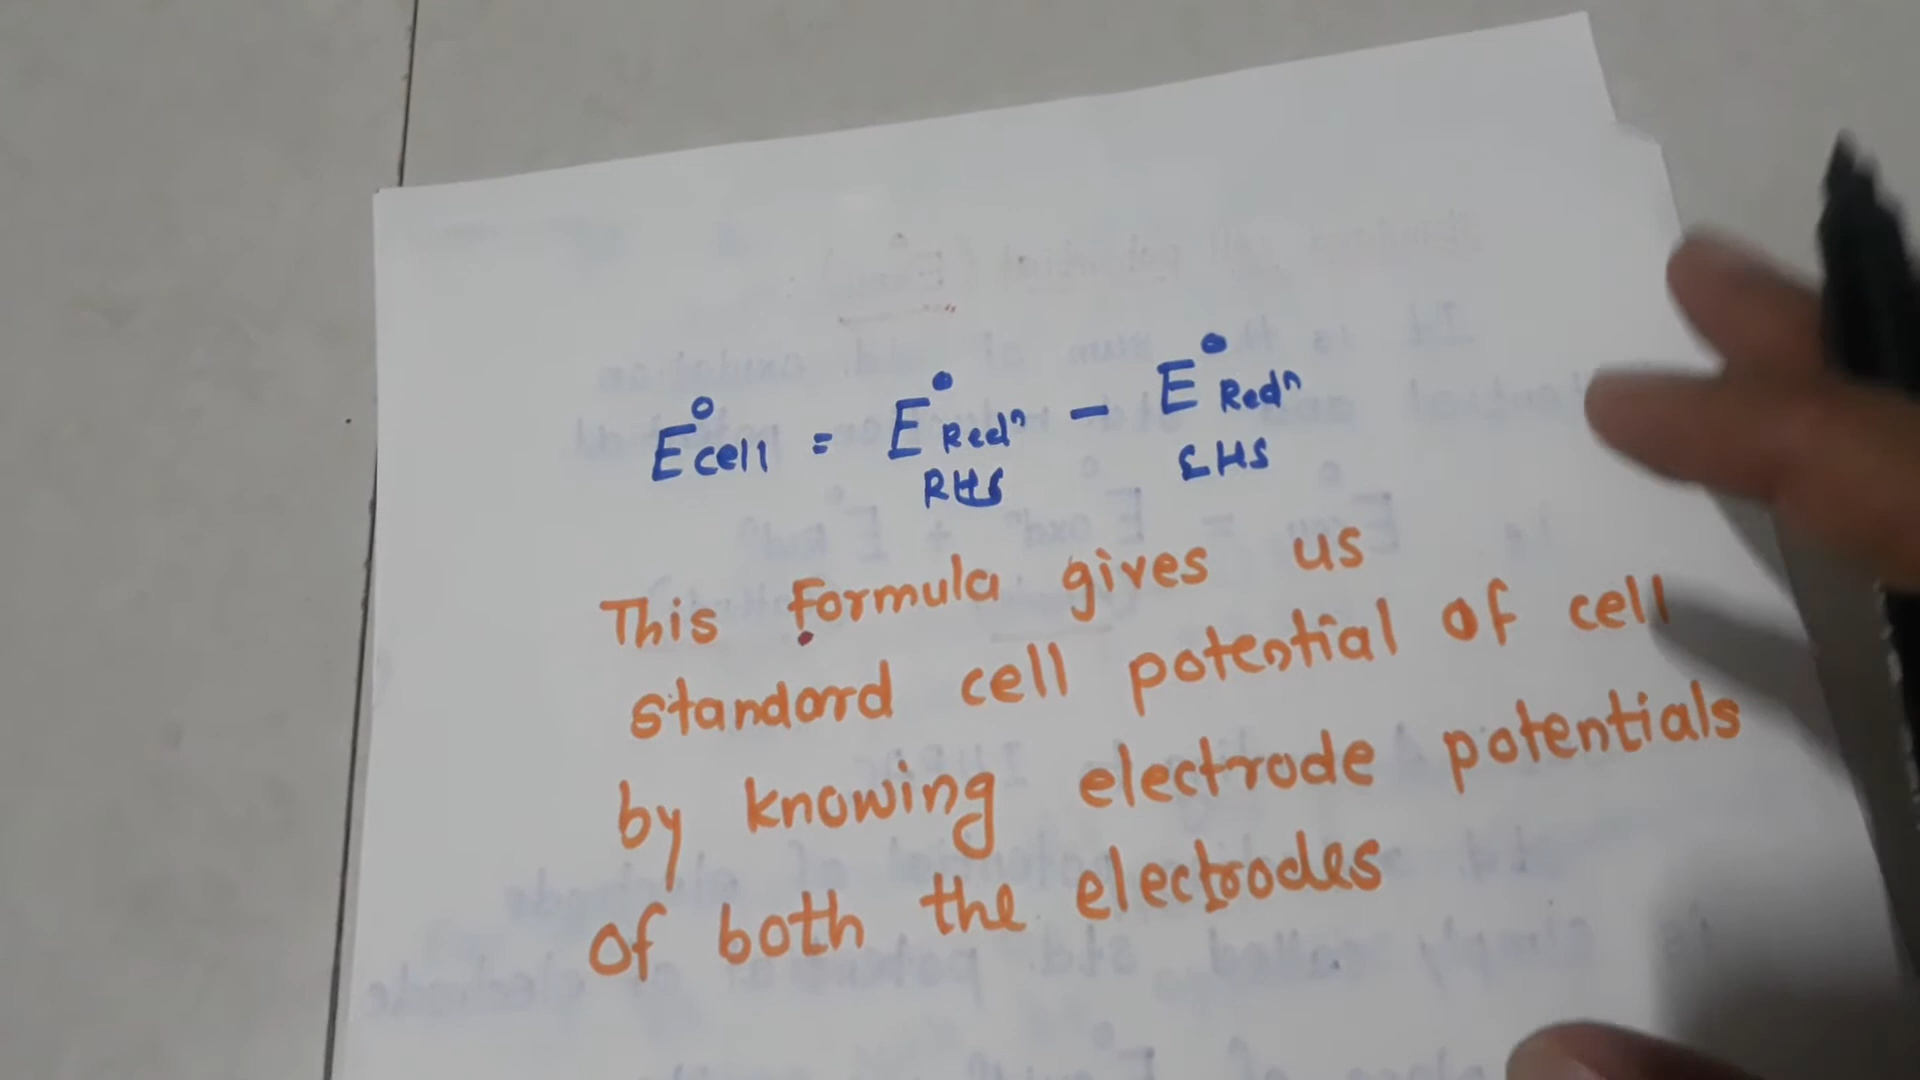 E°cell = E°Redⁿ - E°Redⁿ
RHS LHS
This formula gives us
standard cell potential of cell
by knowing electrode potentials
of both the electrodes